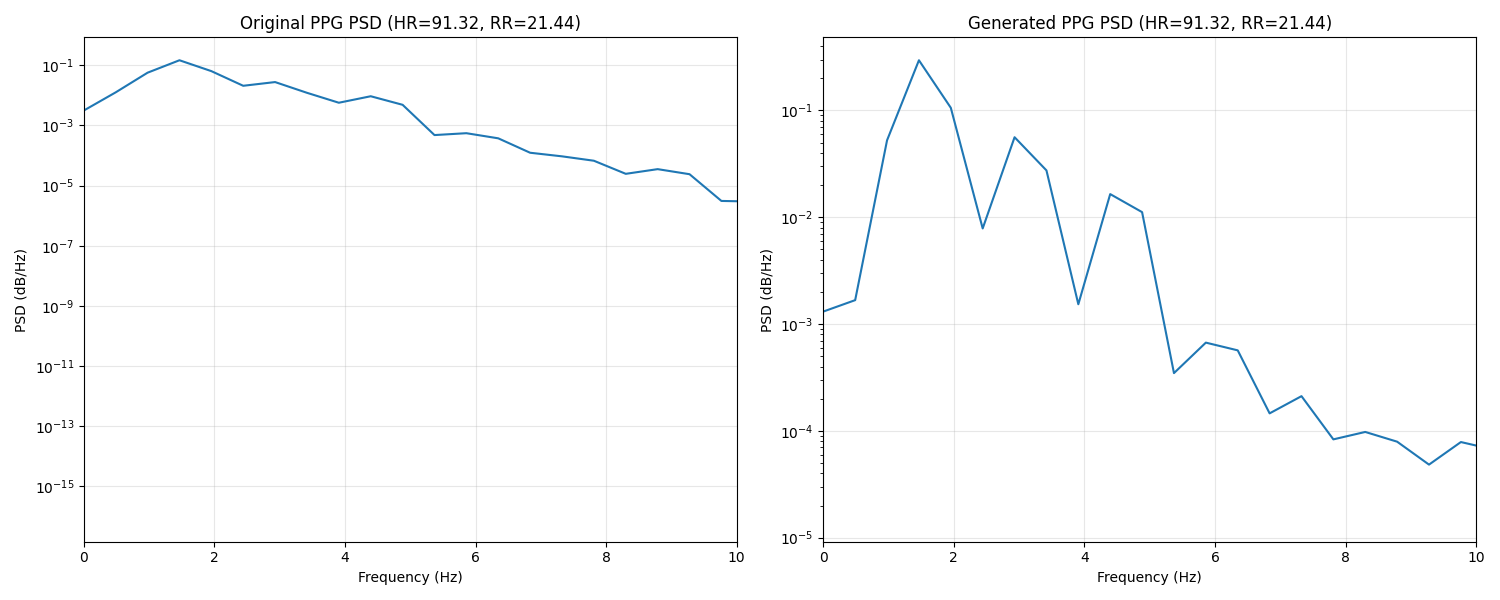 Original PPG PSD (HR=91.32, RR=21.44)
PSD (dB/Hz)
10⁻¹
10⁻³
10⁻⁵
10⁻⁷
10⁻⁹
10⁻¹¹
10⁻¹³
10⁻¹⁵
0 2 4 6 8 10
Frequency (Hz)
Generated PPG PSD (HR=91.32, RR=21.44)
PSD (dB/Hz)
10⁻¹
10⁻²
10⁻³
10⁻⁴
10⁻⁵
0 2 4 6 8 10
Frequency (Hz)